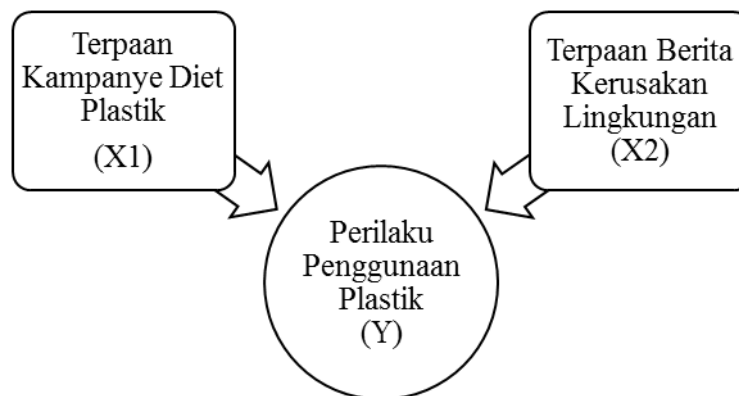 Terpaan
Kampanye Diet
Plastik
(X1)
Terpaan Berita
Kerusakan
Lingkungan
(X2)
Perilaku
Penggunaan
Plastik
(Y)